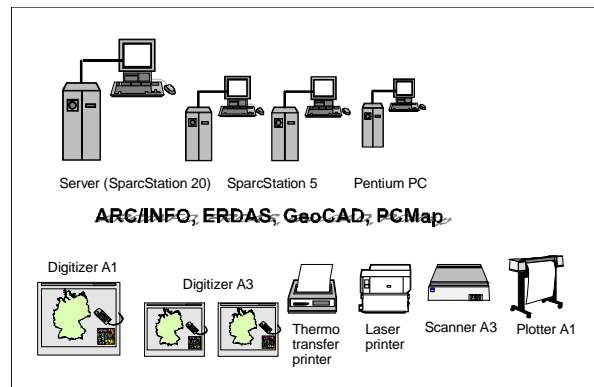 Server (SparcStation 20) SparcStation 5 Pentium PC
ARC/INFO, ERDAS, GeoCAD, PCMap
Digitizer A1
Digitizer A3
Thermo
transfer
printer
Laser
printer
Scanner A3
Plotter A1